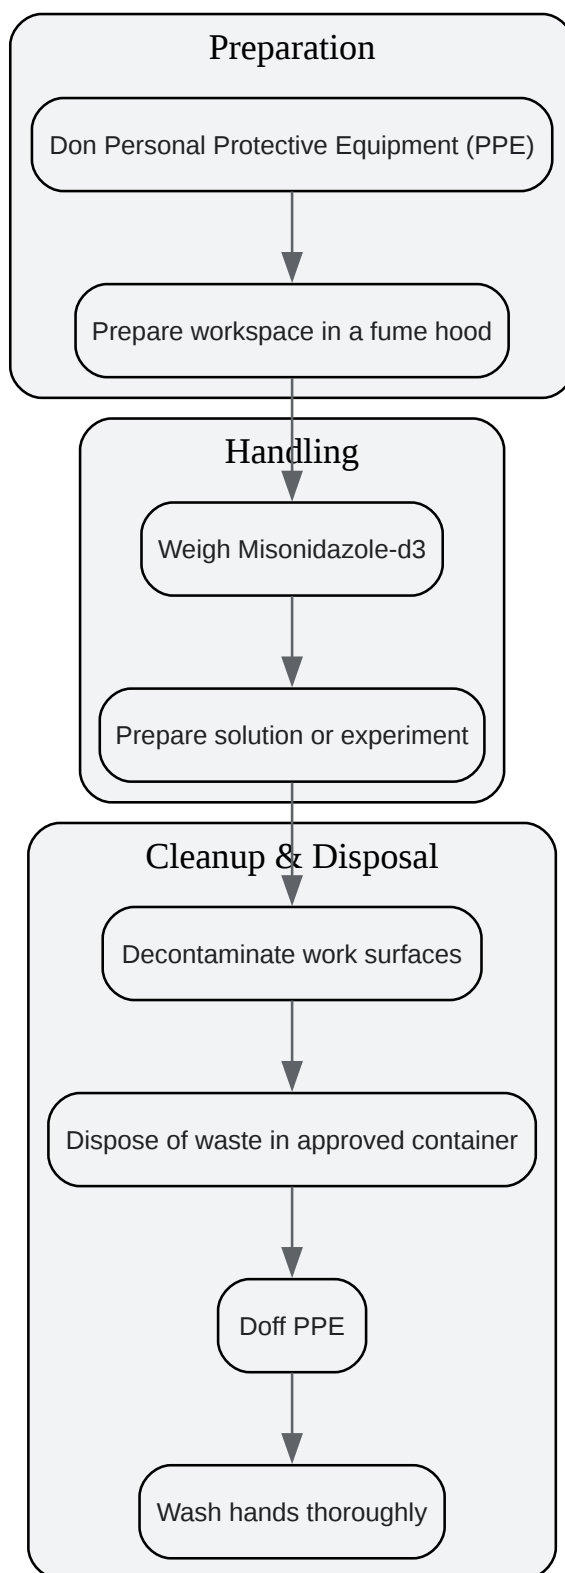 Preparation
Don Personal Protective Equipment (PPE)
Prepare workspace in a fume hood
Handling
Weigh Misonidazole-d3
Prepare solution or experiment
Cleanup & Disposal
Decontaminate work surfaces
Dispose of waste in approved container
Doff PPE
Wash hands thoroughly